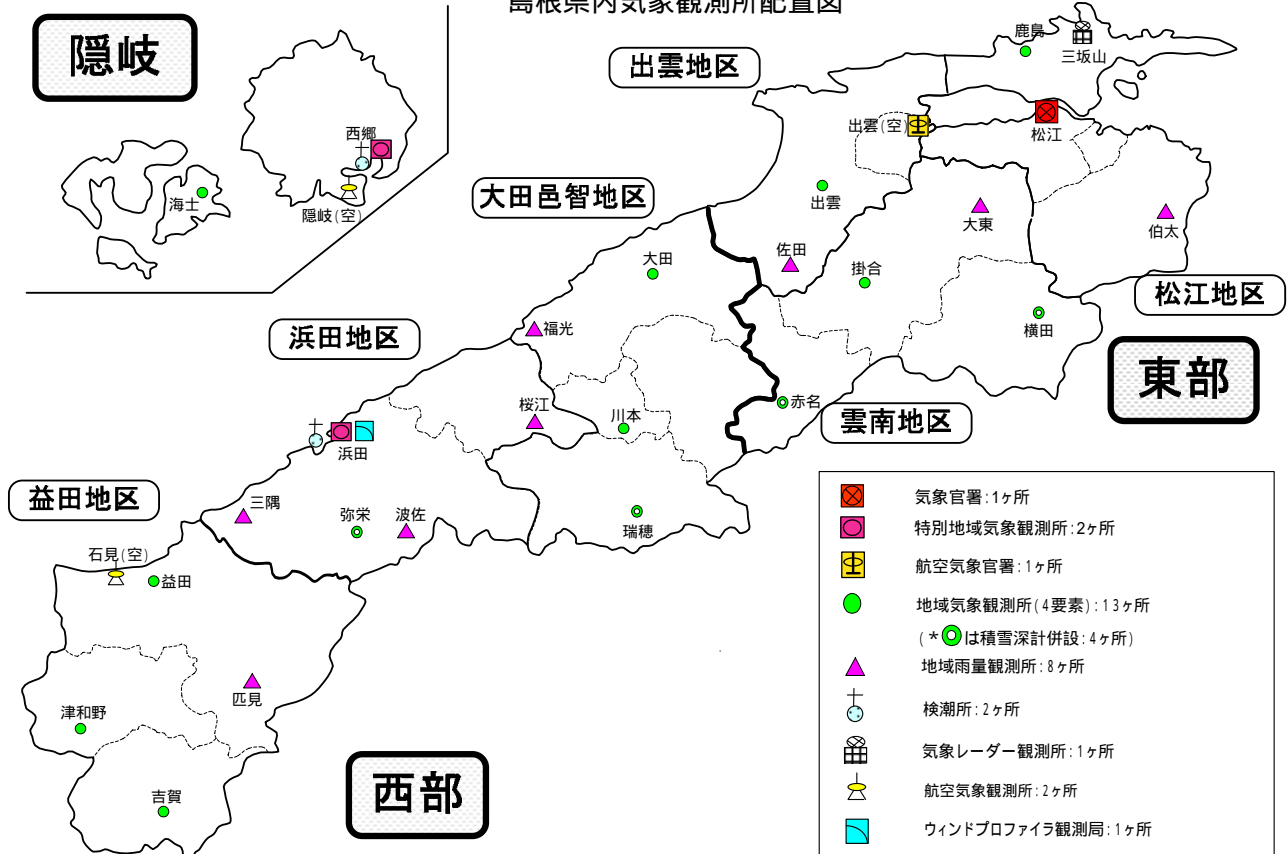 島根県内気象観測所配置図
隠岐
西郷
海士
隠岐(空)
出雲地区
鹿島
三坂山
出雲(空)
松江
出雲
大田邑智地区
大東
伯太
佐田
掛合
大田
松江地区
横田
福光
浜田地区
東部
桜江
川本
赤名
雲南地区
浜田
益田地区
三隅
弥栄
波佐
瑞穂
石見(空)
益田
匹見
津和野
吉賀
西部
気象官署:1ヶ所
特別地域気象観測所:2ヶ所
航空気象官署:1ヶ所
地域気象観測所(4要素):13ヶ所
(*は積雪深計併設:4ヶ所)
地域雨量観測所:8ヶ所
検潮所:2ヶ所
気象レーダー観測所:1ヶ所
航空気象観測所:2ヶ所
ウィンドプロファイラ観測局:1ヶ所